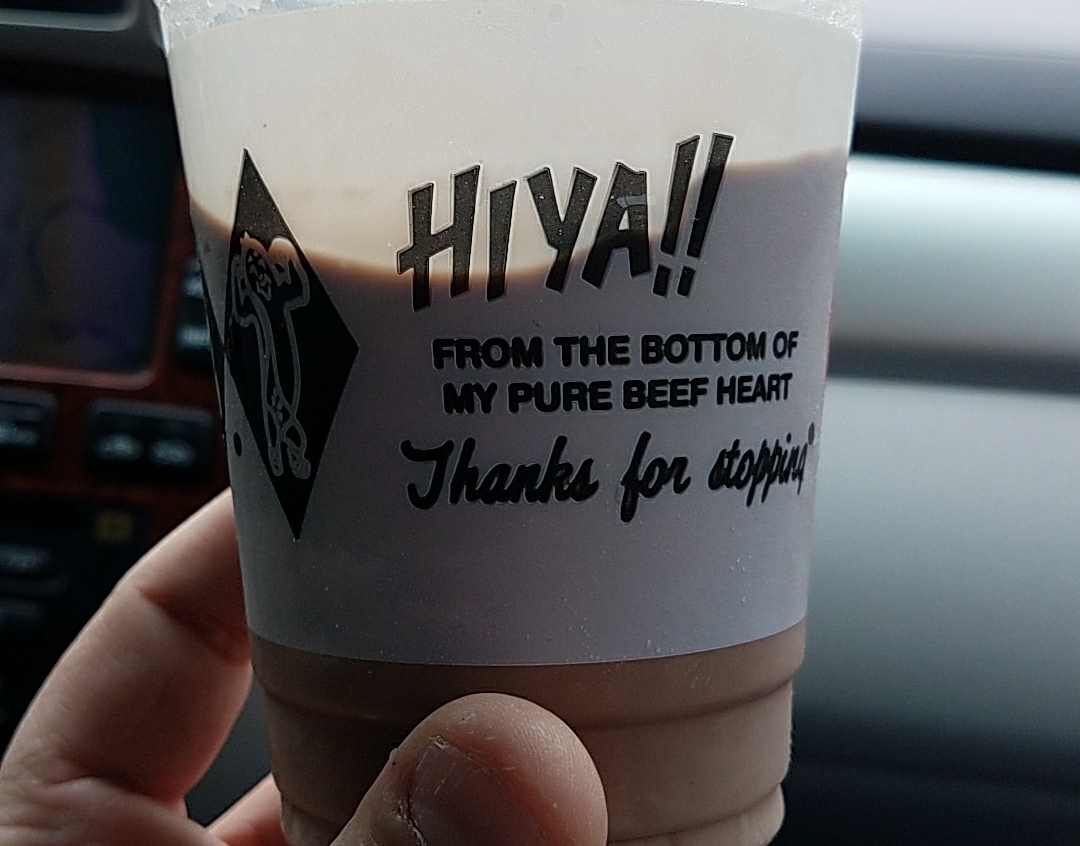 HIYA!!
FROM THE BOTTOM OF
MY PURE BEEF HEART
Thanks for stopping